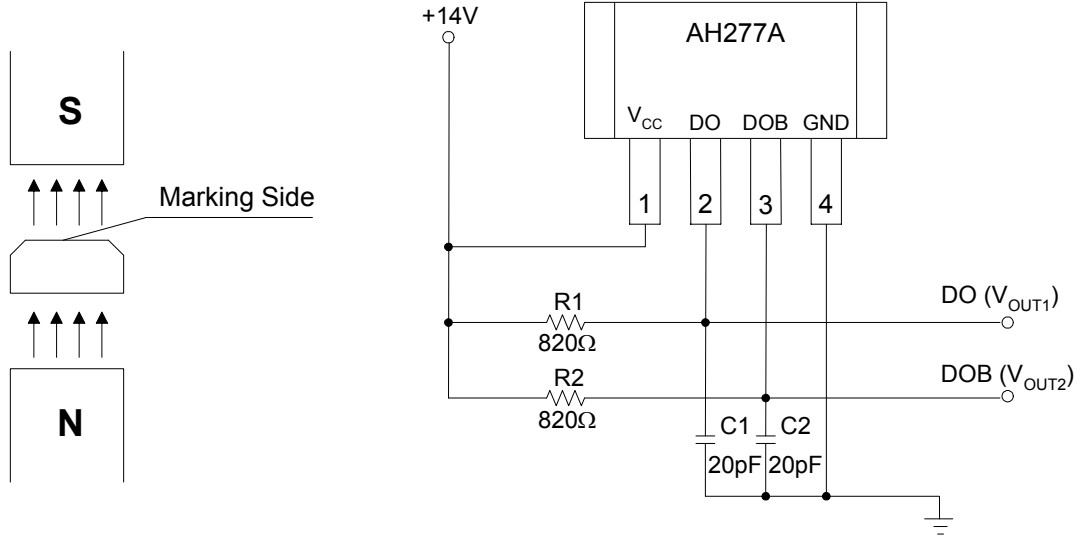 S
Marking Side
N
+14V
AH277A
V_CC DO DOB GND
1 2 3 4
R1
820Ω
DO (V_OUT1)
R2
820Ω
DOB (V_OUT2)
C1 C2
20pF 20pF